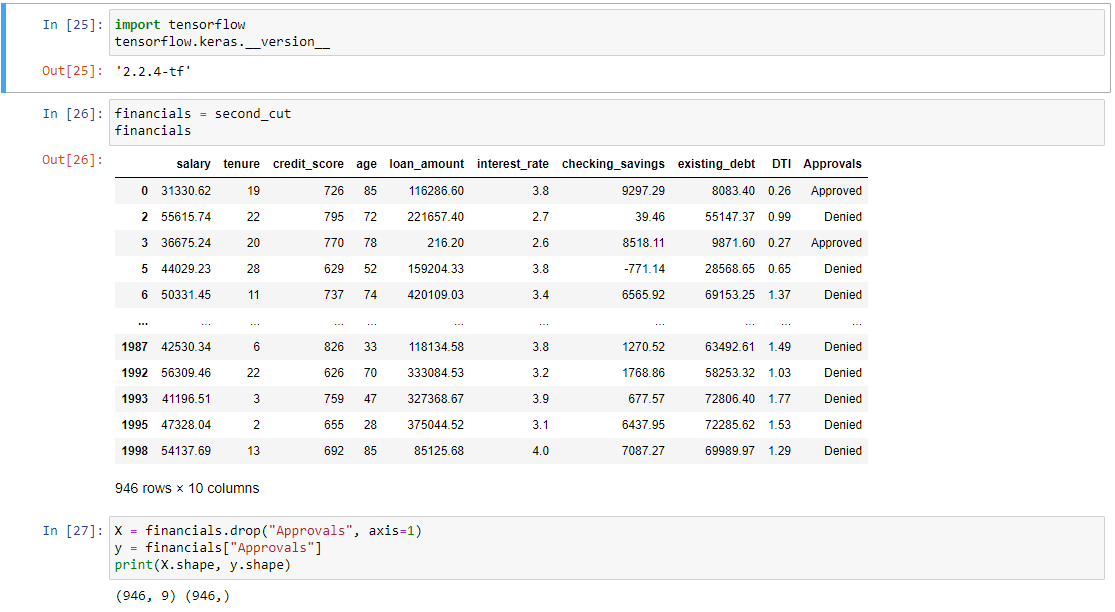 In [25]: import tensorflow
tensorflow.keras.__version__
Out[25]: '2.2.4-tf'
In [26]: financials = second_cut
financials
Out[26]:
salary tenure credit_score age loan_amount interest_rate checking_savings existing_debt DTI Approvals
0 31330.62 19 726 85 116286.60 3.8 9297.29 8083.40 0.26 Approved
2 55615.74 22 795 72 221657.40 2.7 39.46 55147.37 0.99 Denied
3 36675.24 20 770 78 216.20 2.6 8518.11 9871.60 0.27 Approved
5 44029.23 28 629 52 159204.33 3.8 -771.14 28568.65 0.65 Denied
6 50331.45 11 737 74 420109.03 3.4 6565.92 69153.25 1.37 Denied
... ... ... ... ... ... ... ... ... ... ...
1987 42530.34 6 826 33 118134.58 3.8 1270.52 63492.61 1.49 Denied
1992 56309.46 22 626 70 333084.53 3.2 1768.86 58253.32 1.03 Denied
1993 41196.51 3 759 47 327368.67 3.9 677.57 72806.40 1.77 Denied
1995 47328.04 2 655 28 375044.52 3.1 6437.95 72285.62 1.53 Denied
1998 54137.69 13 692 85 85125.68 4.0 7087.27 69989.97 1.29 Denied
946 rows × 10 columns
In [27]: X = financials.drop("Approvals", axis=1)
y = financials["Approvals"]
print(X.shape, y.shape)
(946, 9) (946,)